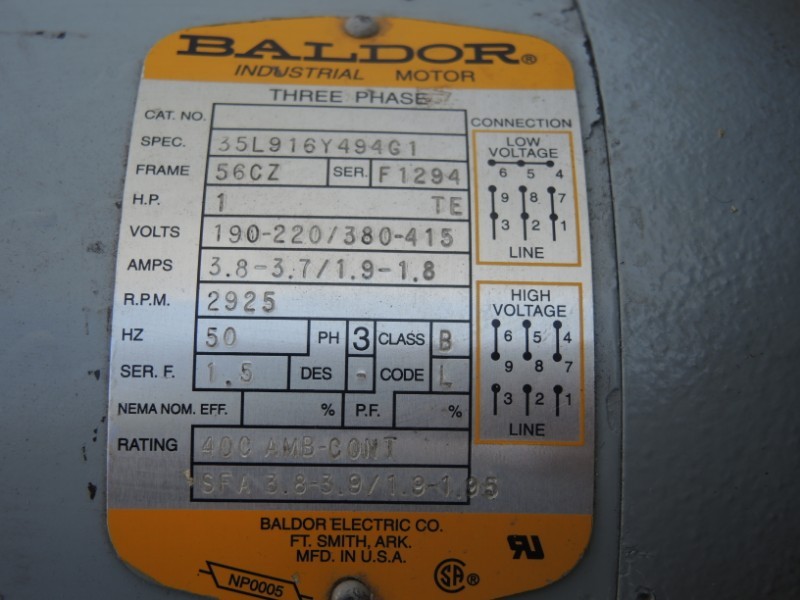 BALDOR®
INDUSTRIAL MOTOR
THREE PHASE
CAT. NO.
SPEC. 35L916Y494G1
FRAME 56CZ SER. F1294
H.P. 1 TE
VOLTS 190-220/380-415
AMPS 3.8-3.7/1.9-1.8
R.P.M. 2925
HZ 50 PH 3 CLASS B
SER. F. 1.5 DES - CODE L
NEMA NOM. EFF. % P.F. %
RATING 40C AMB-CONT
SFA 3.8-3.9/1.9-1.95
CONNECTION
LOW
VOLTAGE
6 5 4
9 8 7
3 2 1
LINE
HIGH
VOLTAGE
6 5 4
9 8 7
3 2 1
LINE
BALDOR ELECTRIC CO.
FT. SMITH, ARK.
MFD. IN U.S.A.
NP0005
SA®
RU